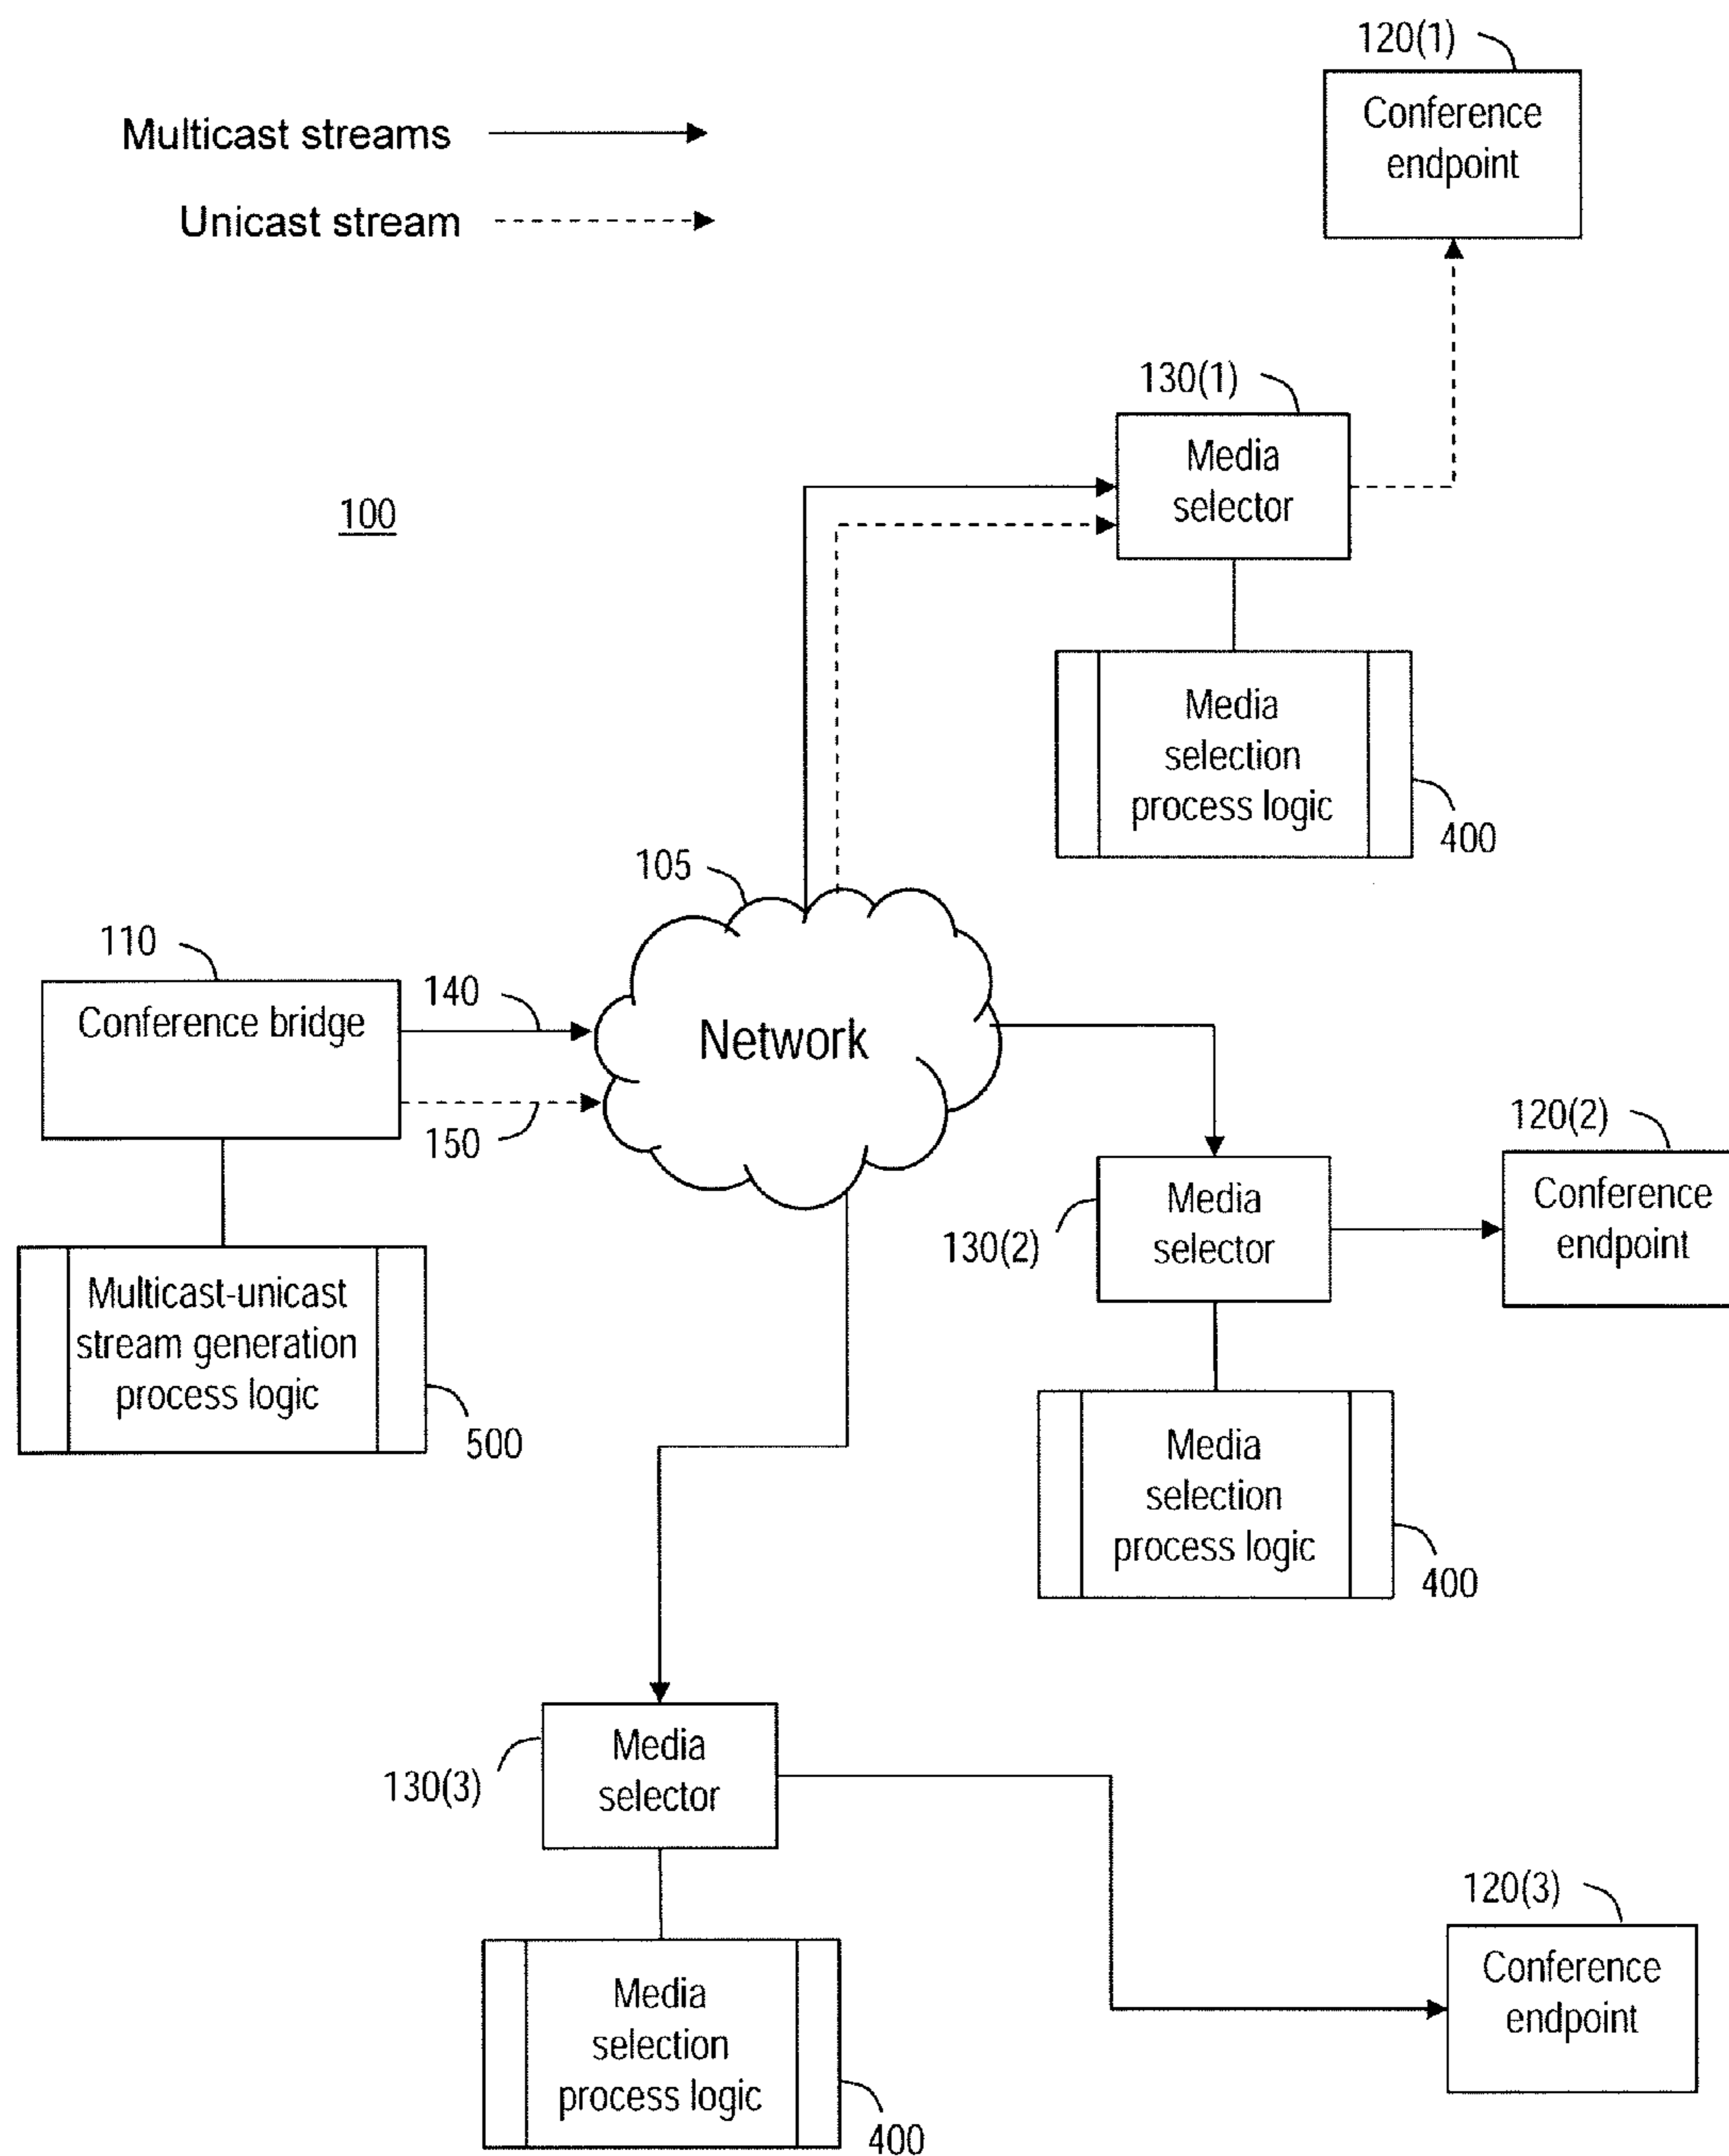 120(1)
Conference
endpoint
Multicast streams
Unicast stream
130(1)
Media
selector
100
Media
selection
process logic
400
105
110
Conference bridge
140
150
Network
120(2)
Conference
endpoint
Media
selector
130(2)
Multicast-unicast
stream generation
process logic
500
Media
selection
process logic
400
Media
selector
130(3)
120(3)
Conference
endpoint
Media
selection
process logic
400